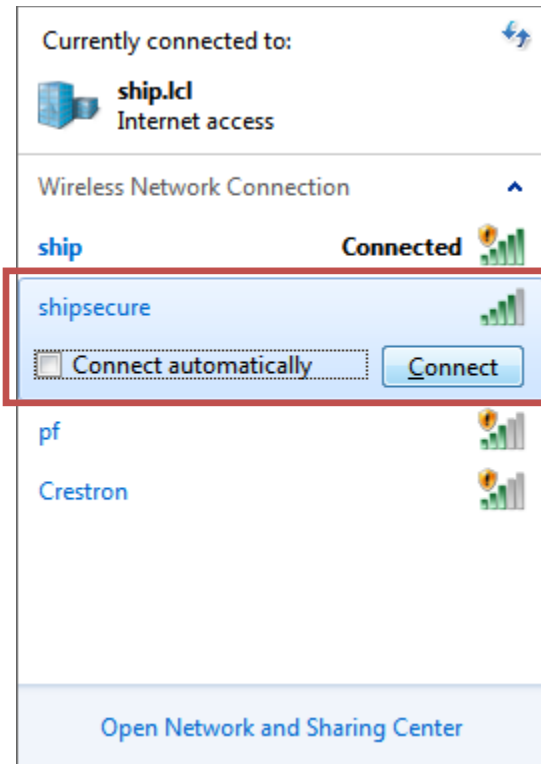 Currently connected to:
ship.lcl
Internet access
Wireless Network Connection
ship Connected
shipsecure
Connect automatically Connect
pf
Crestron
Open Network and Sharing Center